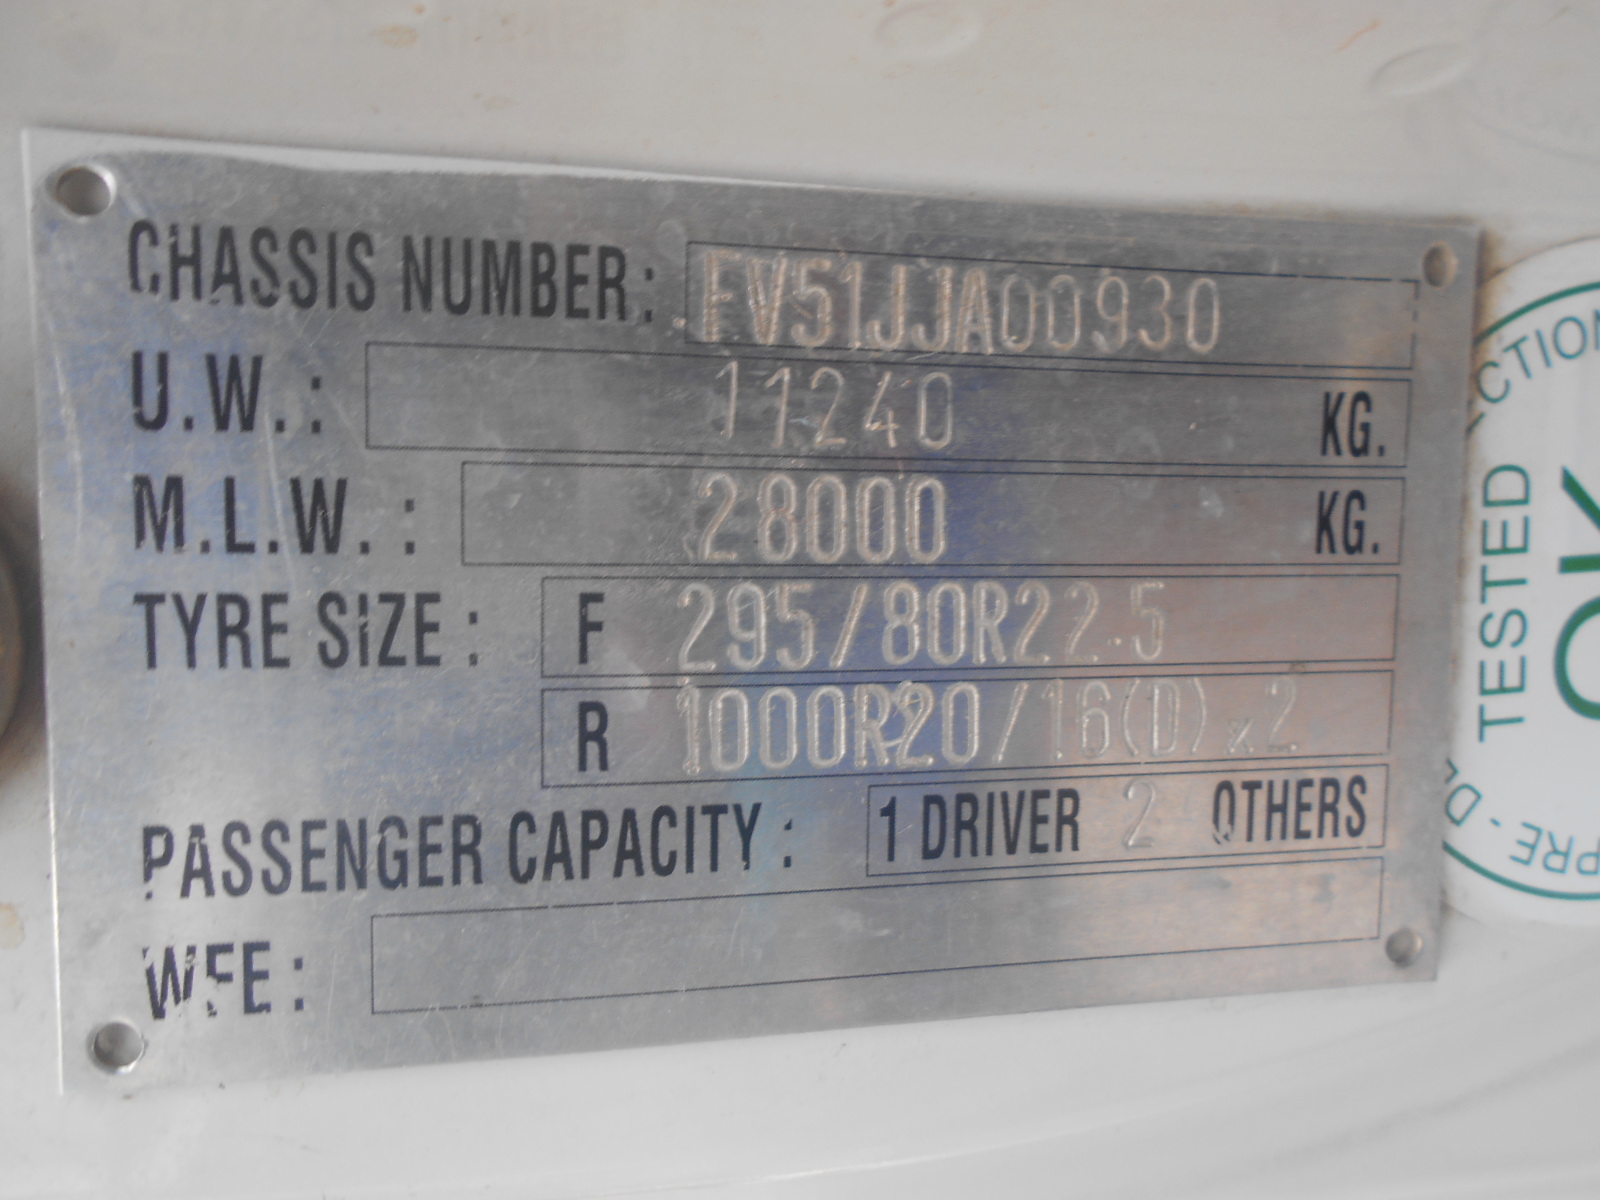 CHASSIS NUMBER: FV51JJA00930
U.W.: 11240 KG.
M.L.W.: 28000 KG.
TYRE SIZE: F 295/80R22.5
R 1000R20/16(D)x2
PASSENGER CAPACITY: 1 DRIVER 2 OTHERS
WFE:
TESTED
OK